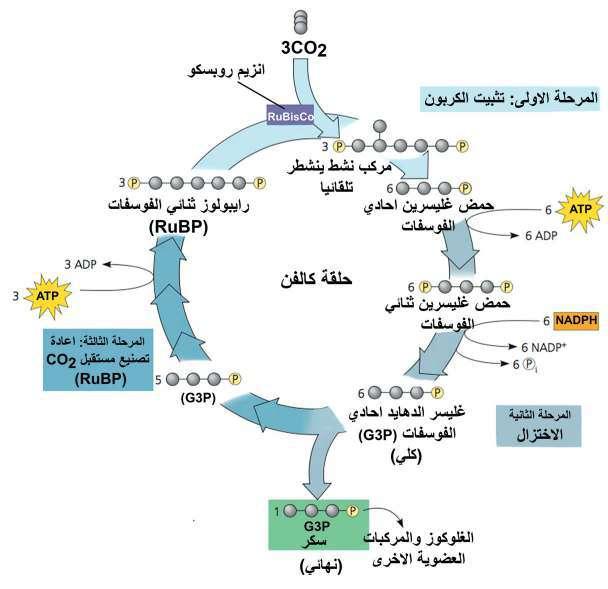 3CO2
انزيم روبسكو
RuBisCo
المرحلة الاولى: تثبيت الكربون
3 P P
مركب نشط ينشطر
تلقائيا
3 P P
رايبولوز ثنائي الفوسفات
(RuBP)
6 P
حمض غليسرين احادي
الفوسفات
6 ATP
6 ADP
6 P P
حمض غليسرين ثنائي
الفوسفات
6 NADPH
6 NADP+
6 Pi
حلقة كالفن
3 ADP
3 ATP
المرحلة الثالثة: اعادة
تصنيع مستقبل CO2
(RuBP)
5 P
(G3P)
6 P
غليسر الدهايد احادي
الفوسفات (G3P)
(كلي)
المرحلة الثانية
الاختزال
1 P
G3P
سكر
(نهائي)
الغلوكوز والمركبات
العضوية الاخرى